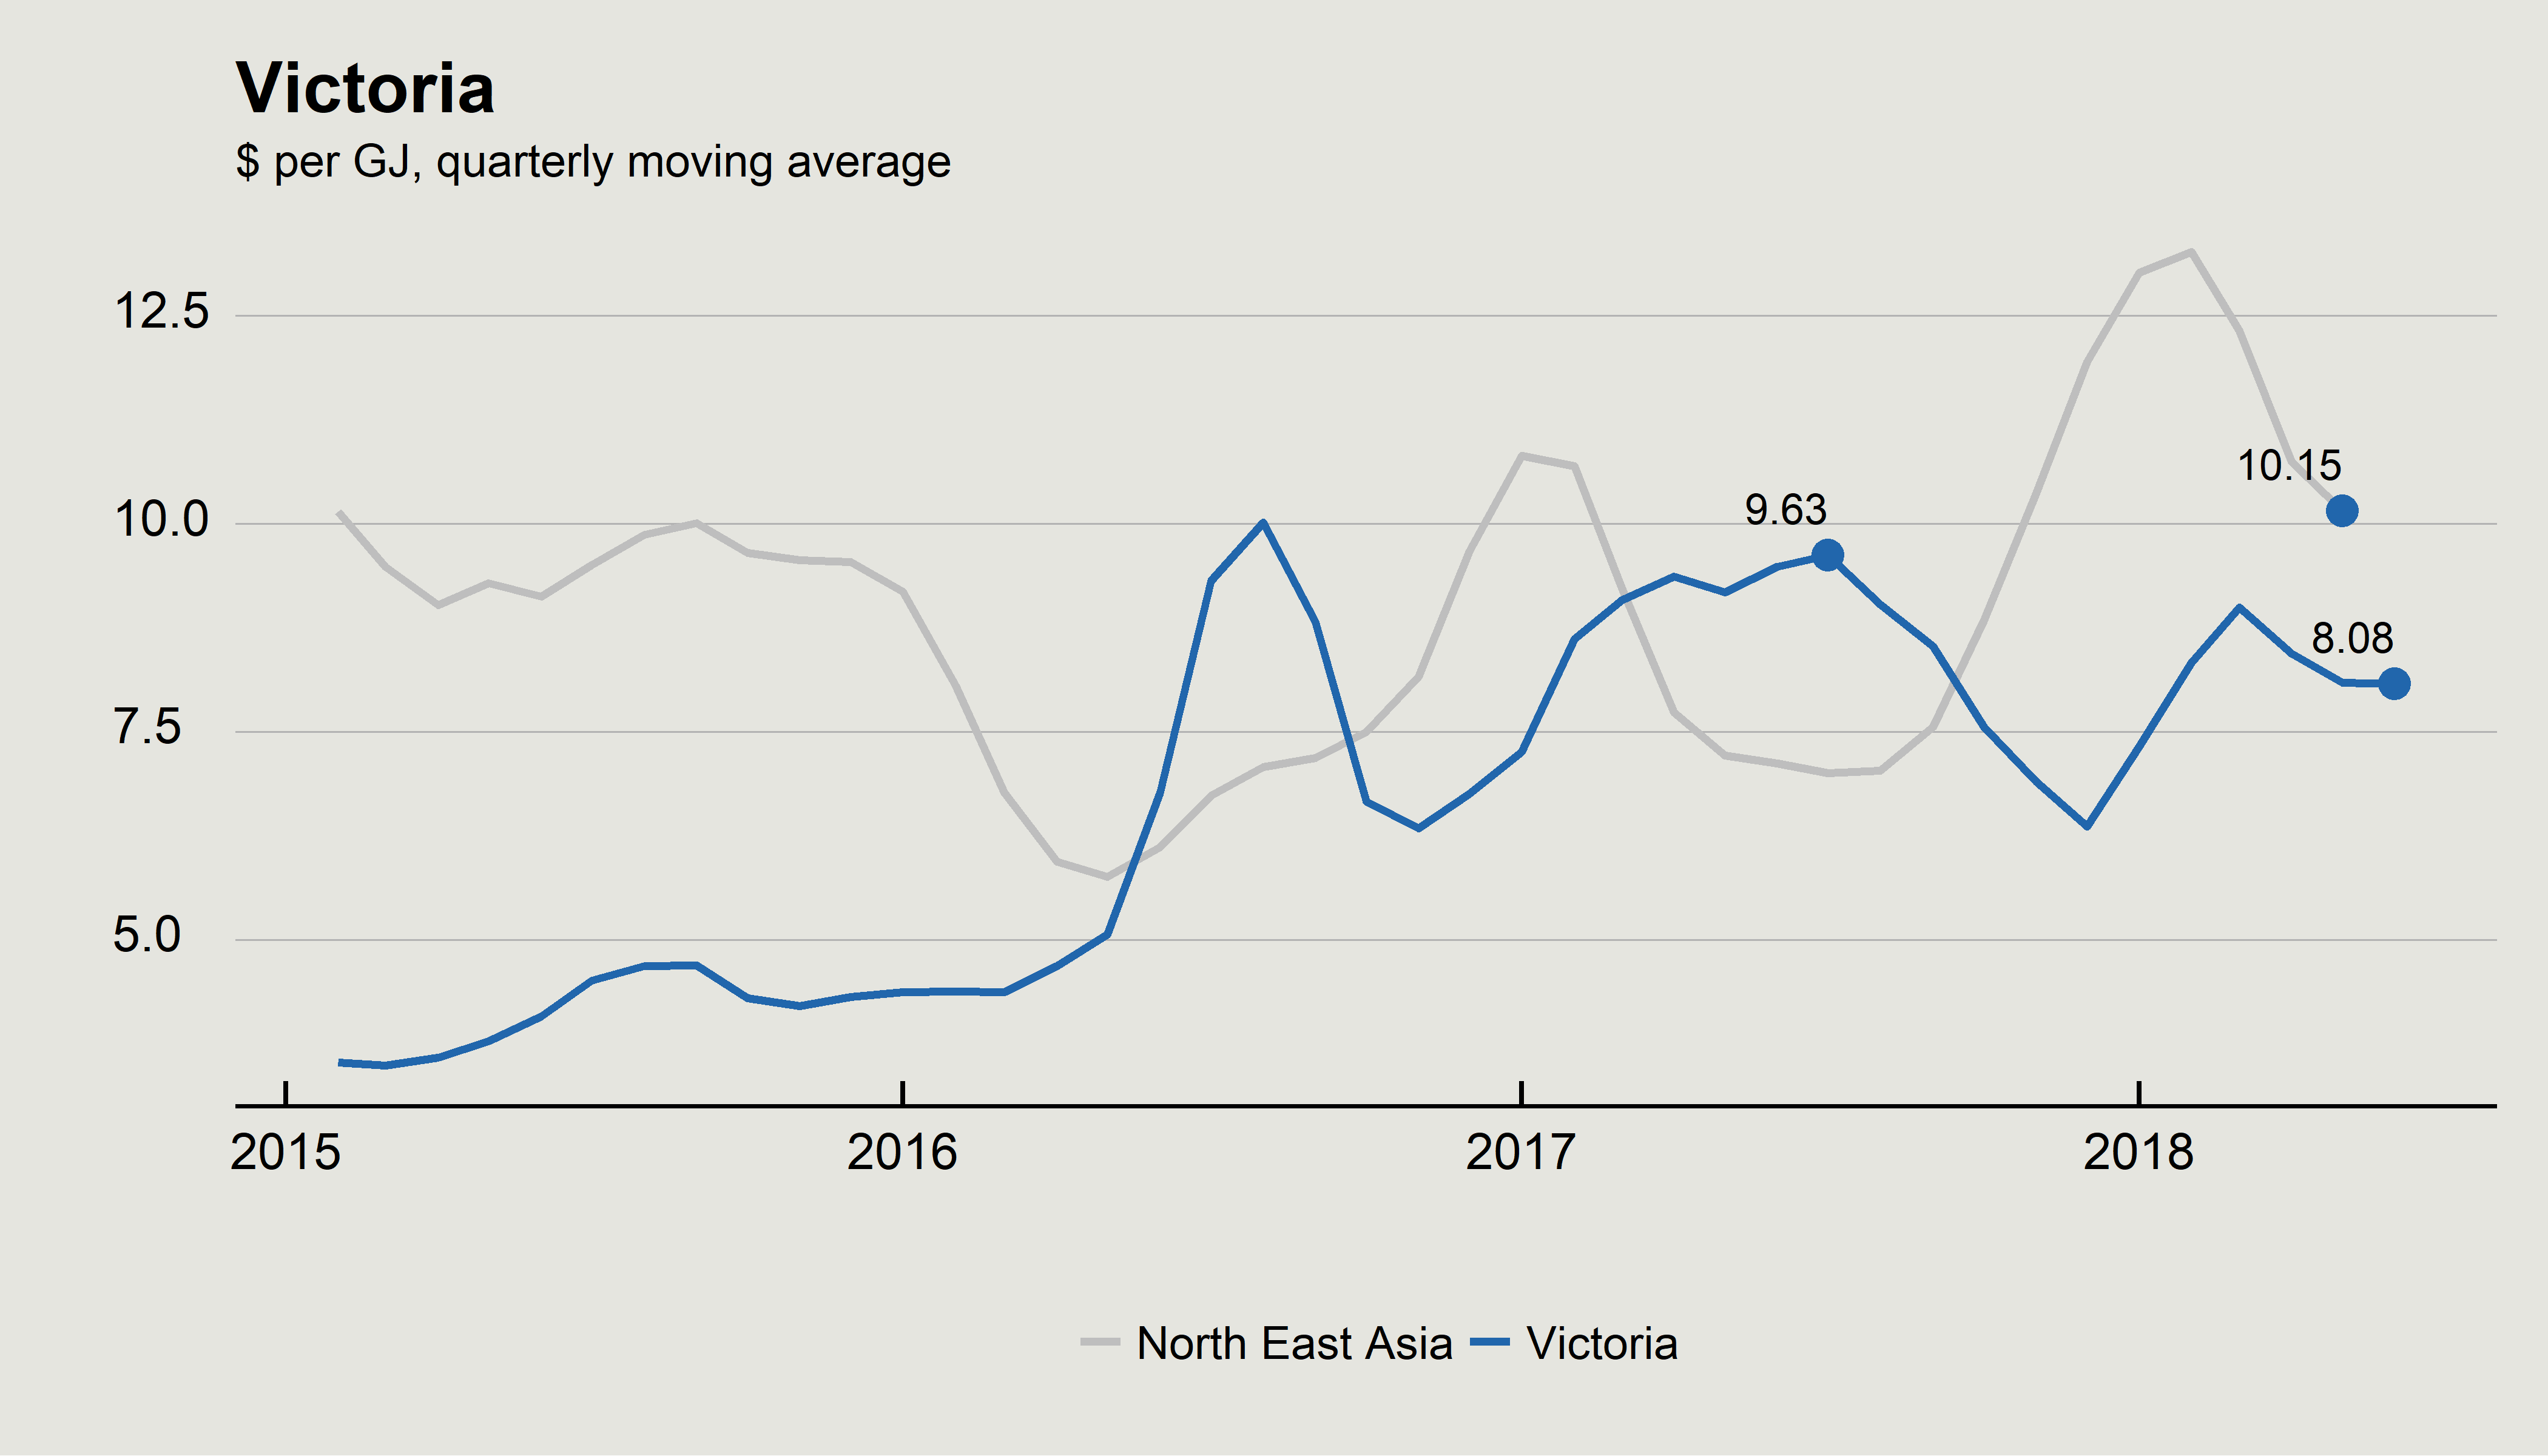 Victoria
$ per GJ, quarterly moving average
12.5
10.15
9.63
10.0
8.08
7.5
5.0
2015 2016 2017 2018
North East Asia Victoria